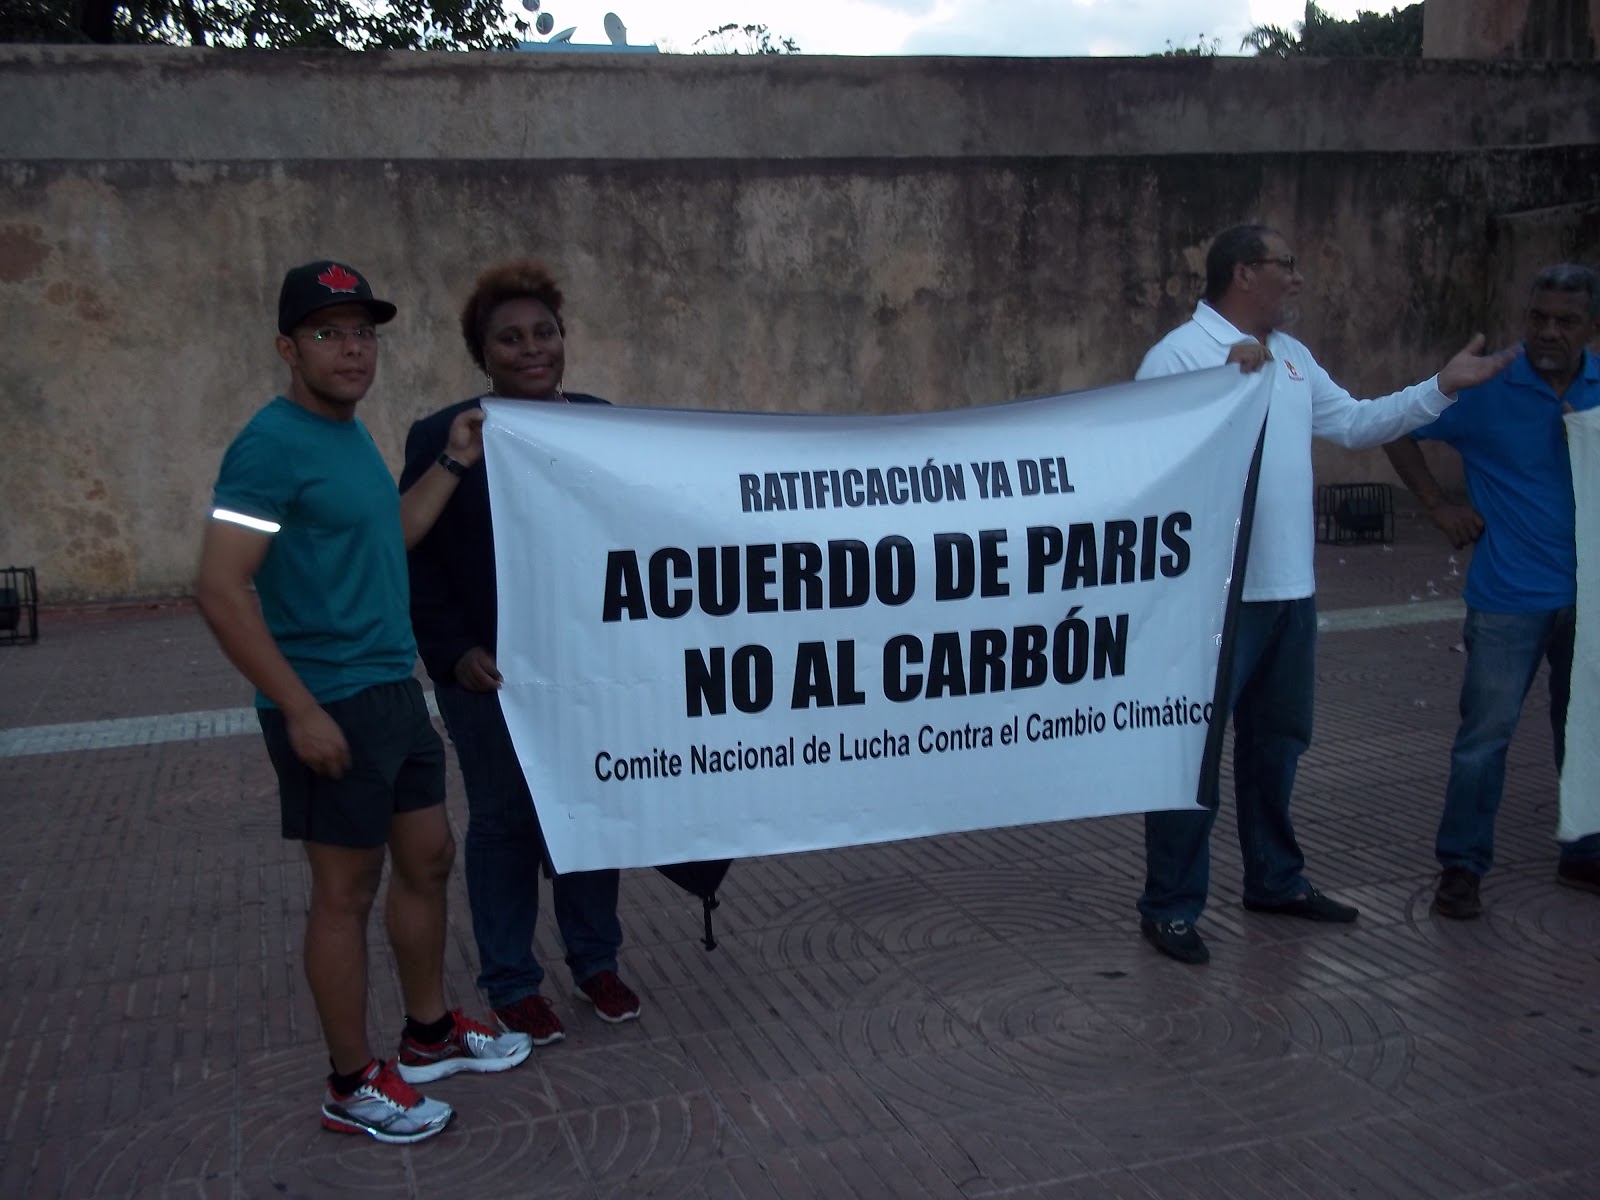 RATIFICACIÓN YA DEL
ACUERDO DE PARIS
NO AL CARBÓN
Comite Nacional de Lucha Contra el Cambio Climático